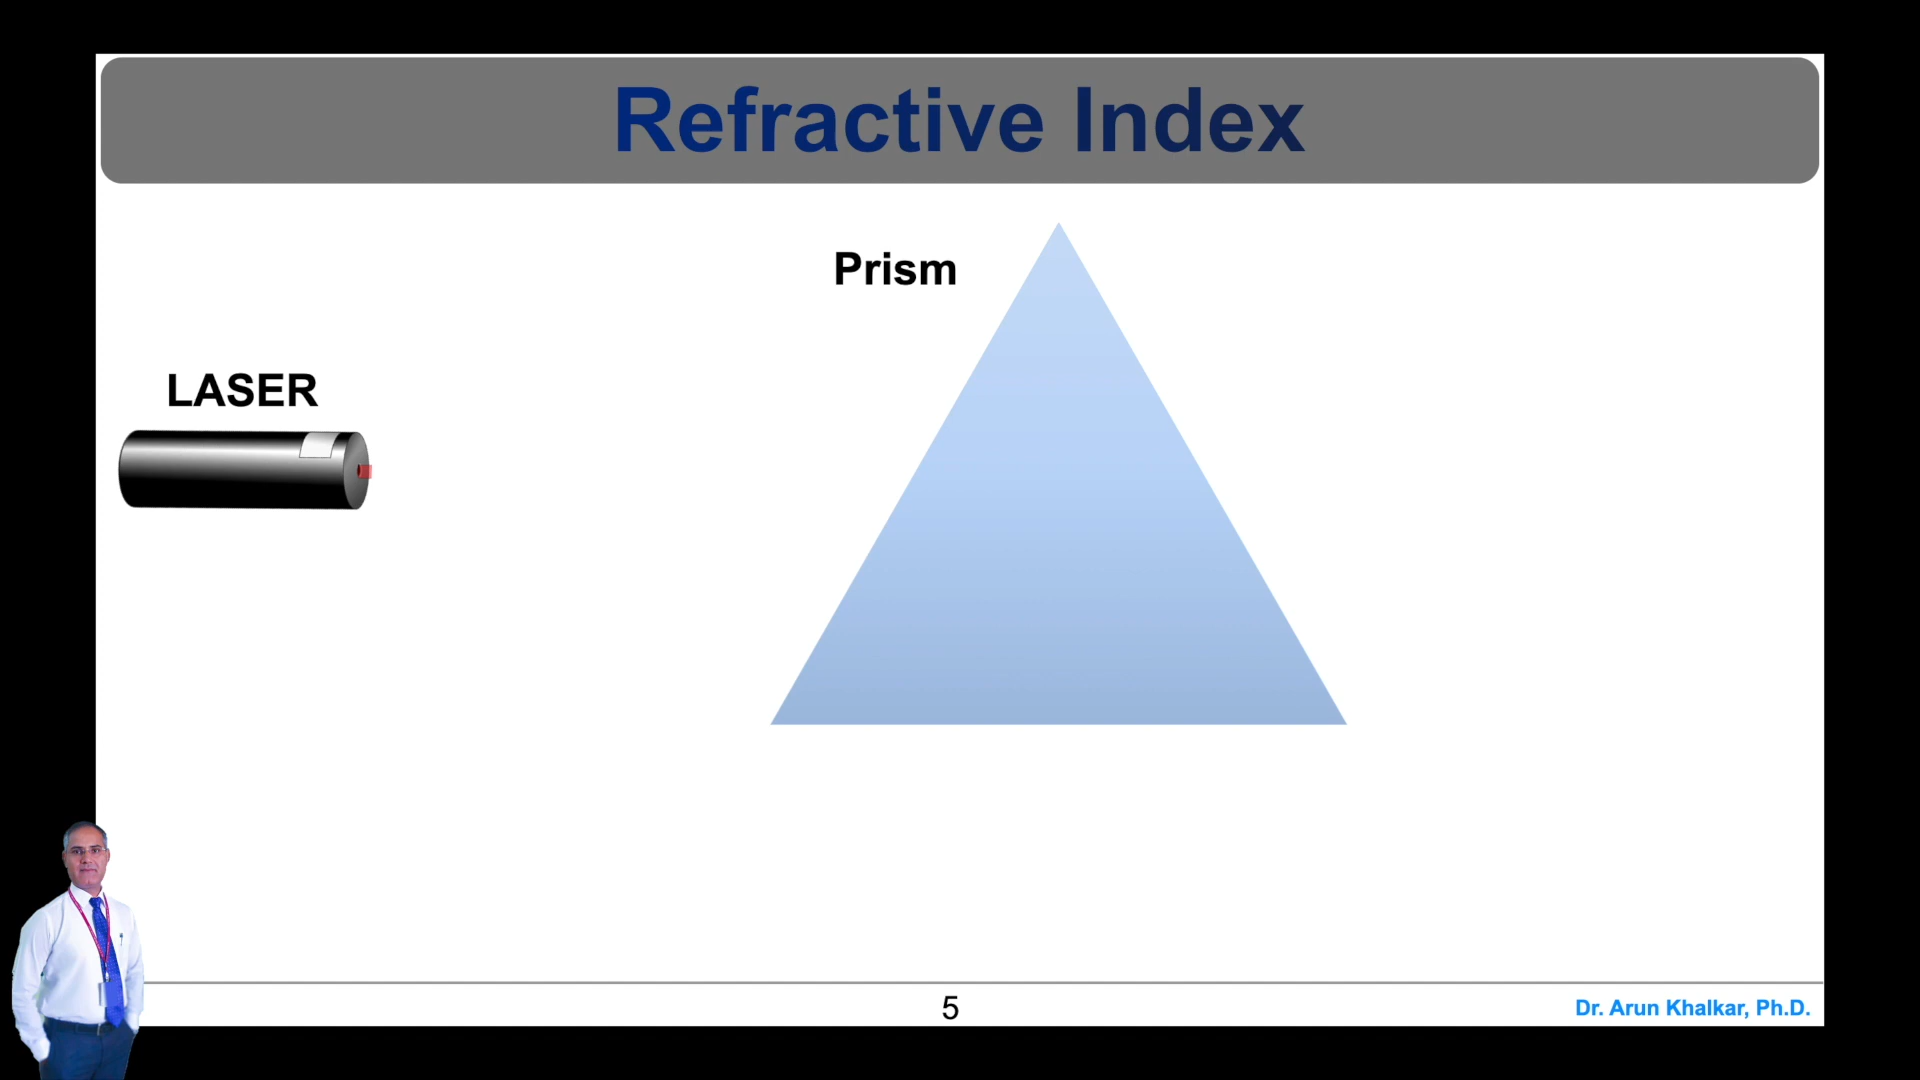 Refractive Index
Prism
LASER
5
Dr. Arun Khalkar, Ph.D.